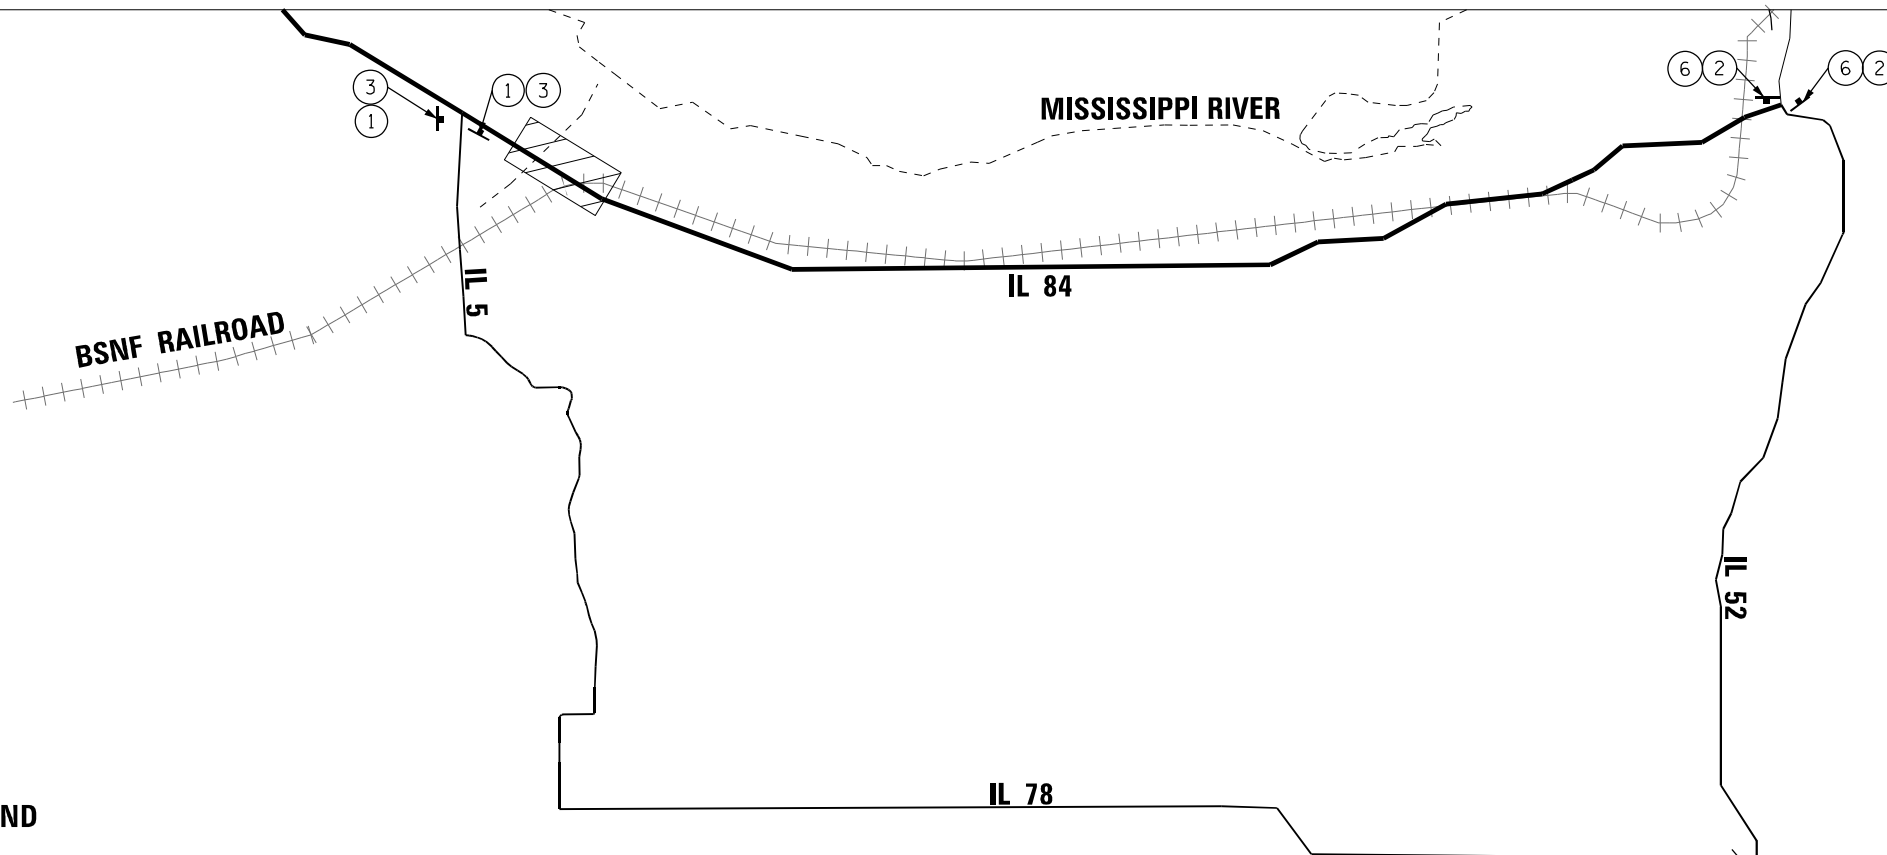 3
1
1 3
MISSISSIPPI RIVER
6 2
6 2
IL 5
IL 84
BSNF RAILROAD
IL 52
IL 78
ND